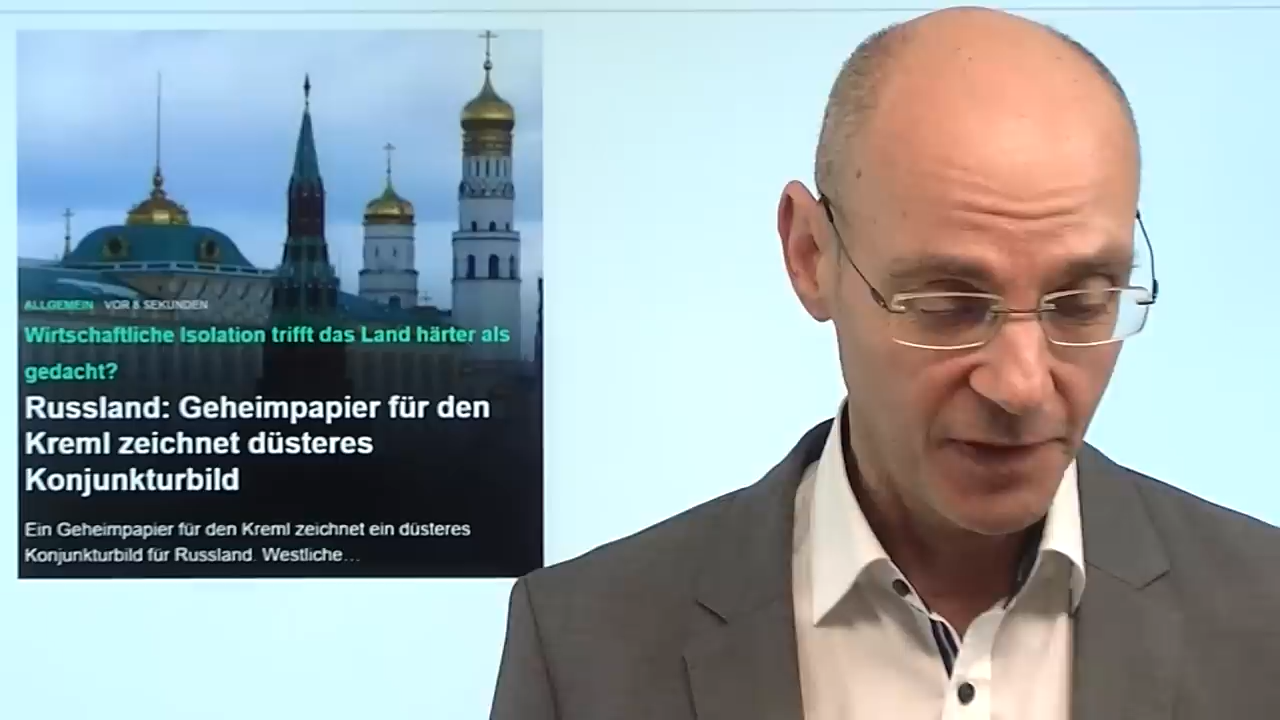 ALLGEMEIN VOR 8 SEKUNDEN
Wirtschaftliche Isolation trifft das Land härter als
gedacht?
Russland: Geheimpapier für den
Kreml zeichnet düsteres
Konjunkturbild
Ein Geheimpapier für den Kreml zeichnet ein düsteres
Konjunkturbild für Russland. Westliche…